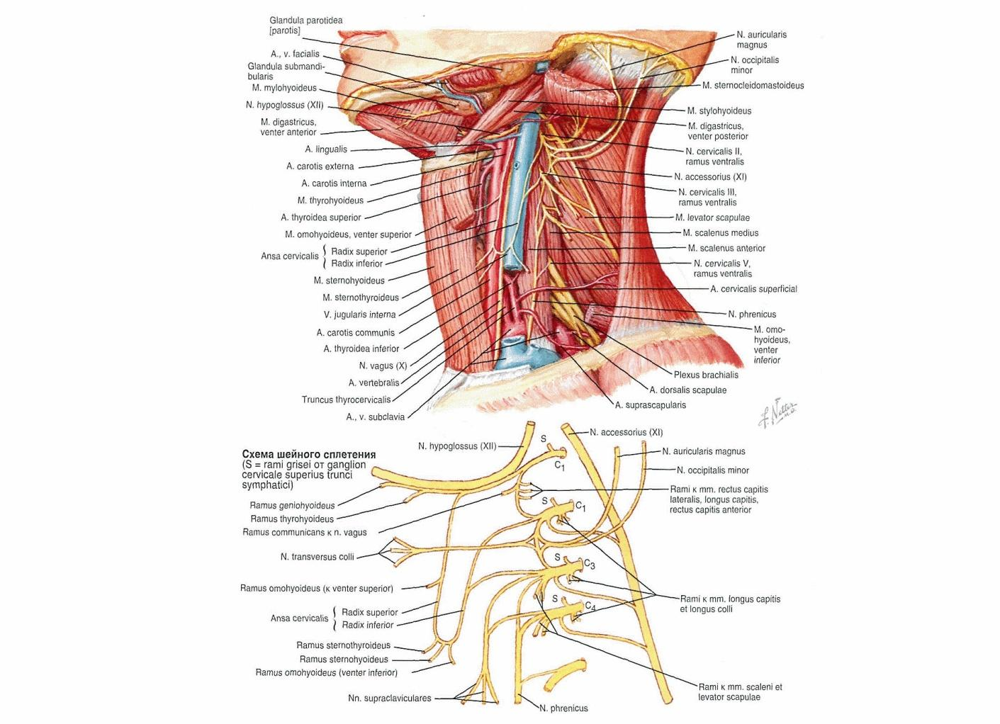 Glandula parotidea
[parotis]
A., v. facialis
Glandula submandi-
bularis
M. mylohyoideus
N. hypoglossus (XII)
M. digastricus,
venter anterior
A. lingualis
A. carotis externa
A. carotis interna
M. thyrohyoideus
A. thyroidea superior
M. omohyoideus, venter superior
Ansa cervicalis { Radix superior
Radix inferior
M. sternohyoideus
M. sternothyroideus
V. jugularis interna
A. carotis communis
A. thyroidea inferior
N. vagus (X)
A. vertebralis
Truncus thyrocervicalis
A., v. subclavia
N. auricularis
magnus
N. occipitalis
minor
M. sternocleidomastoideus
M. stylohyoideus
M. digastricus,
venter posterior
N. cervicalis II,
ramus ventralis
N. accessorius (XI)
N. cervicalis III,
ramus ventralis
M. levator scapulae
M. scalenus medius
M. scalenus anterior
N. cervicalis V,
ramus ventralis
A. cervicalis superficial
N. phrenicus
M. omo-
hyoideus,
venter
inferior
Plexus brachialis
A. dorsalis scapulae
A. suprascapularis
F. Netter
M.D.
Схема шейного сплетения
(S = rami grisei от ganglion
cervicale superius trunci
symphatici)
N. hypoglossus (XII)
S
C1
N. accessorius (XI)
N. auricularis magnus
N. occipitalis minor
Rami к mm. rectus capitis
lateralis, longus capitis,
rectus capitis anterior
Ramus geniohyoideus
Ramus thyrohyoideus
Ramus communicans к n. vagus
S
C1
N. transversus colli
S
C3
Ramus omohyoideus (к venter superior)
S
C4
Rami к mm. longus capitis
et longus colli
Ansa cervicalis { Radix superior
Radix inferior
Ramus sternothyroideus
Ramus sternohyoideus
Ramus omohyoideus (venter inferior)
Nn. supraclaviculares
N. phrenicus
Rami к mm. scaleni et
levator scapulae